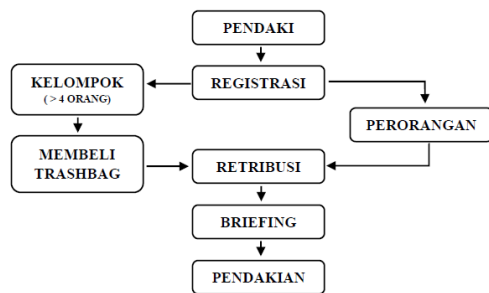 PENDAKI
REGISTRASI
KELOMPOK
( > 4 ORANG)
PERORANGAN
MEMBELI
TRASHBAG
RETRIBUSI
BRIEFING
PENDAKIAN